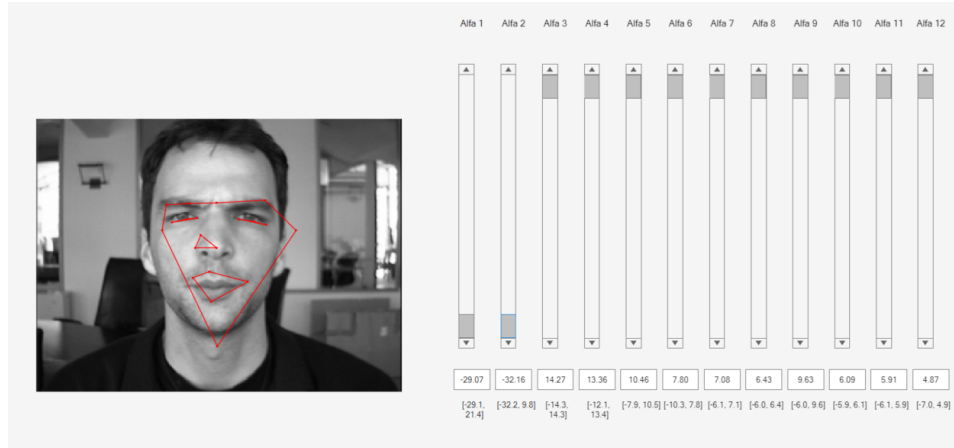 Alfa 1 Alfa 2 Alfa 3 Alfa 4 Alfa 5 Alfa 6 Alfa 7 Alfa 8 Alfa 9 Alfa 10 Alfa 11 Alfa 12
-29.07 -32.16 14.27 13.36 10.46 7.80 7.08 6.43 9.63 6.09 5.91 4.87
[-29.1, [-32.2, 9.8] [-14.3, [-12.1, [-7.9, 10.5] [-10.3, 7.8] [-6.1, 7.1] [-6.0, 6.4] [-6.0, 9.6] [-5.9, 6.1] [-6.1, 5.9] [-7.0, 4.9]
21.4] 14.3] 13.4]